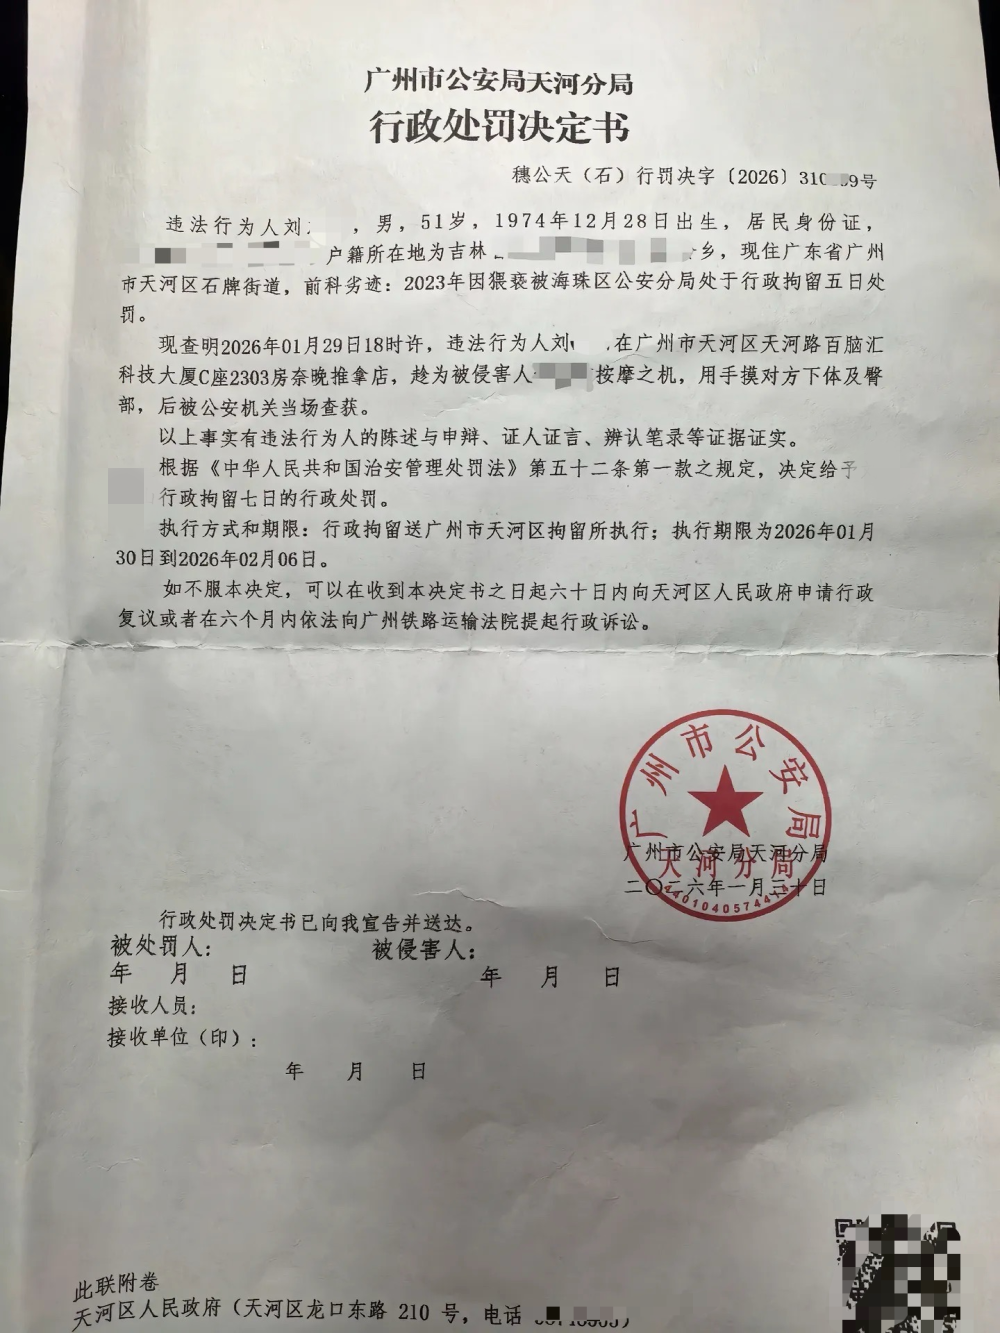 广州市公安局天河分局
行政处罚决定书
穗公天（石）行罚决字〔2026〕310 9号
违法行为人刘 ，男，51岁，1974年12月28日出生，居民身份证，
户籍所在地为吉林 乡，现住广东省广州
市天河区石牌街道，前科劣迹：2023年因猥亵被海珠区公安分局处于行政拘留五日处
罚。
现查明2026年01月29日18时许，违法行为人刘 ，在广州市天河区天河路百脑汇
科技大厦C座2303房奈晚推拿店，趁为被侵害人 按摩之机，用手摸对方下体及臀
部，后被公安机关当场查获。
以上事实有违法行为人的陈述与申辩、证人证言、辨认笔录等证据证实。
根据《中华人民共和国治安管理处罚法》第五十二条第一款之规定，决定给予
行政拘留七日的行政处罚。
执行方式和期限：行政拘留送广州市天河区拘留所执行；执行期限为2026年01月
30日到2026年02月06日。
如不服本决定，可以在收到本决定书之日起六十日内向天河区人民政府申请行政
复议或者在六个月内依法向广州铁路运输法院提起行政诉讼。
广州市公安局
天河分局
广州市公安局天河分局
二〇二六年一月三十日
行政处罚决定书已向我宣告并送达。
被处罚人： 被侵害人：
年 月 日 年 月 日
接收人员：
接收单位（印）：
年 月 日
此联附卷
天河区人民政府（天河区龙口东路 210 号，电话 ）